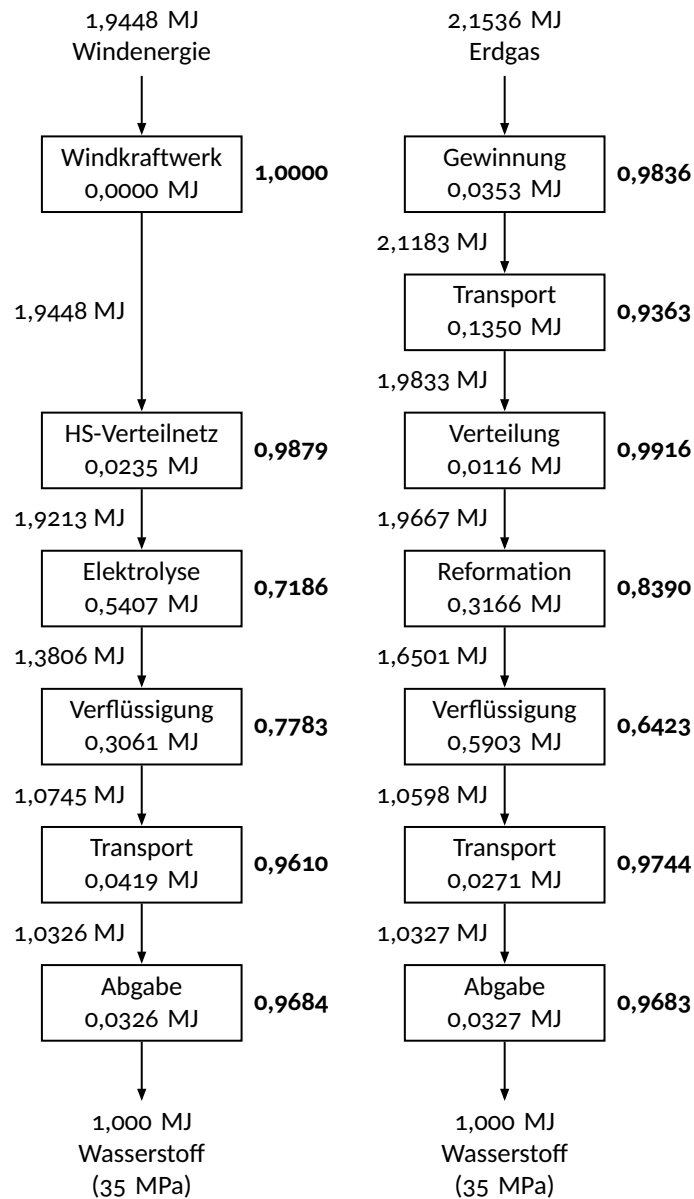 1,9448 MJ
Windenergie
Windkraftwerk
0,0000 MJ
1,0000
1,9448 MJ
HS-Verteilnetz
0,0235 MJ
0,9879
1,9213 MJ
Elektrolyse
0,5407 MJ
0,7186
1,3806 MJ
Verflüssigung
0,3061 MJ
0,7783
1,0745 MJ
Transport
0,0419 MJ
0,9610
1,0326 MJ
Abgabe
0,0326 MJ
0,9684
1,000 MJ
Wasserstoff
(35 MPa)
2,1536 MJ
Erdgas
Gewinnung
0,0353 MJ
0,9836
2,1183 MJ
Transport
0,1350 MJ
0,9363
1,9833 MJ
Verteilung
0,0116 MJ
0,9916
1,9667 MJ
Reformation
0,3166 MJ
0,8390
1,6501 MJ
Verflüssigung
0,5903 MJ
0,6423
1,0598 MJ
Transport
0,0271 MJ
0,9744
1,0327 MJ
Abgabe
0,0327 MJ
0,9683
1,000 MJ
Wasserstoff
(35 MPa)